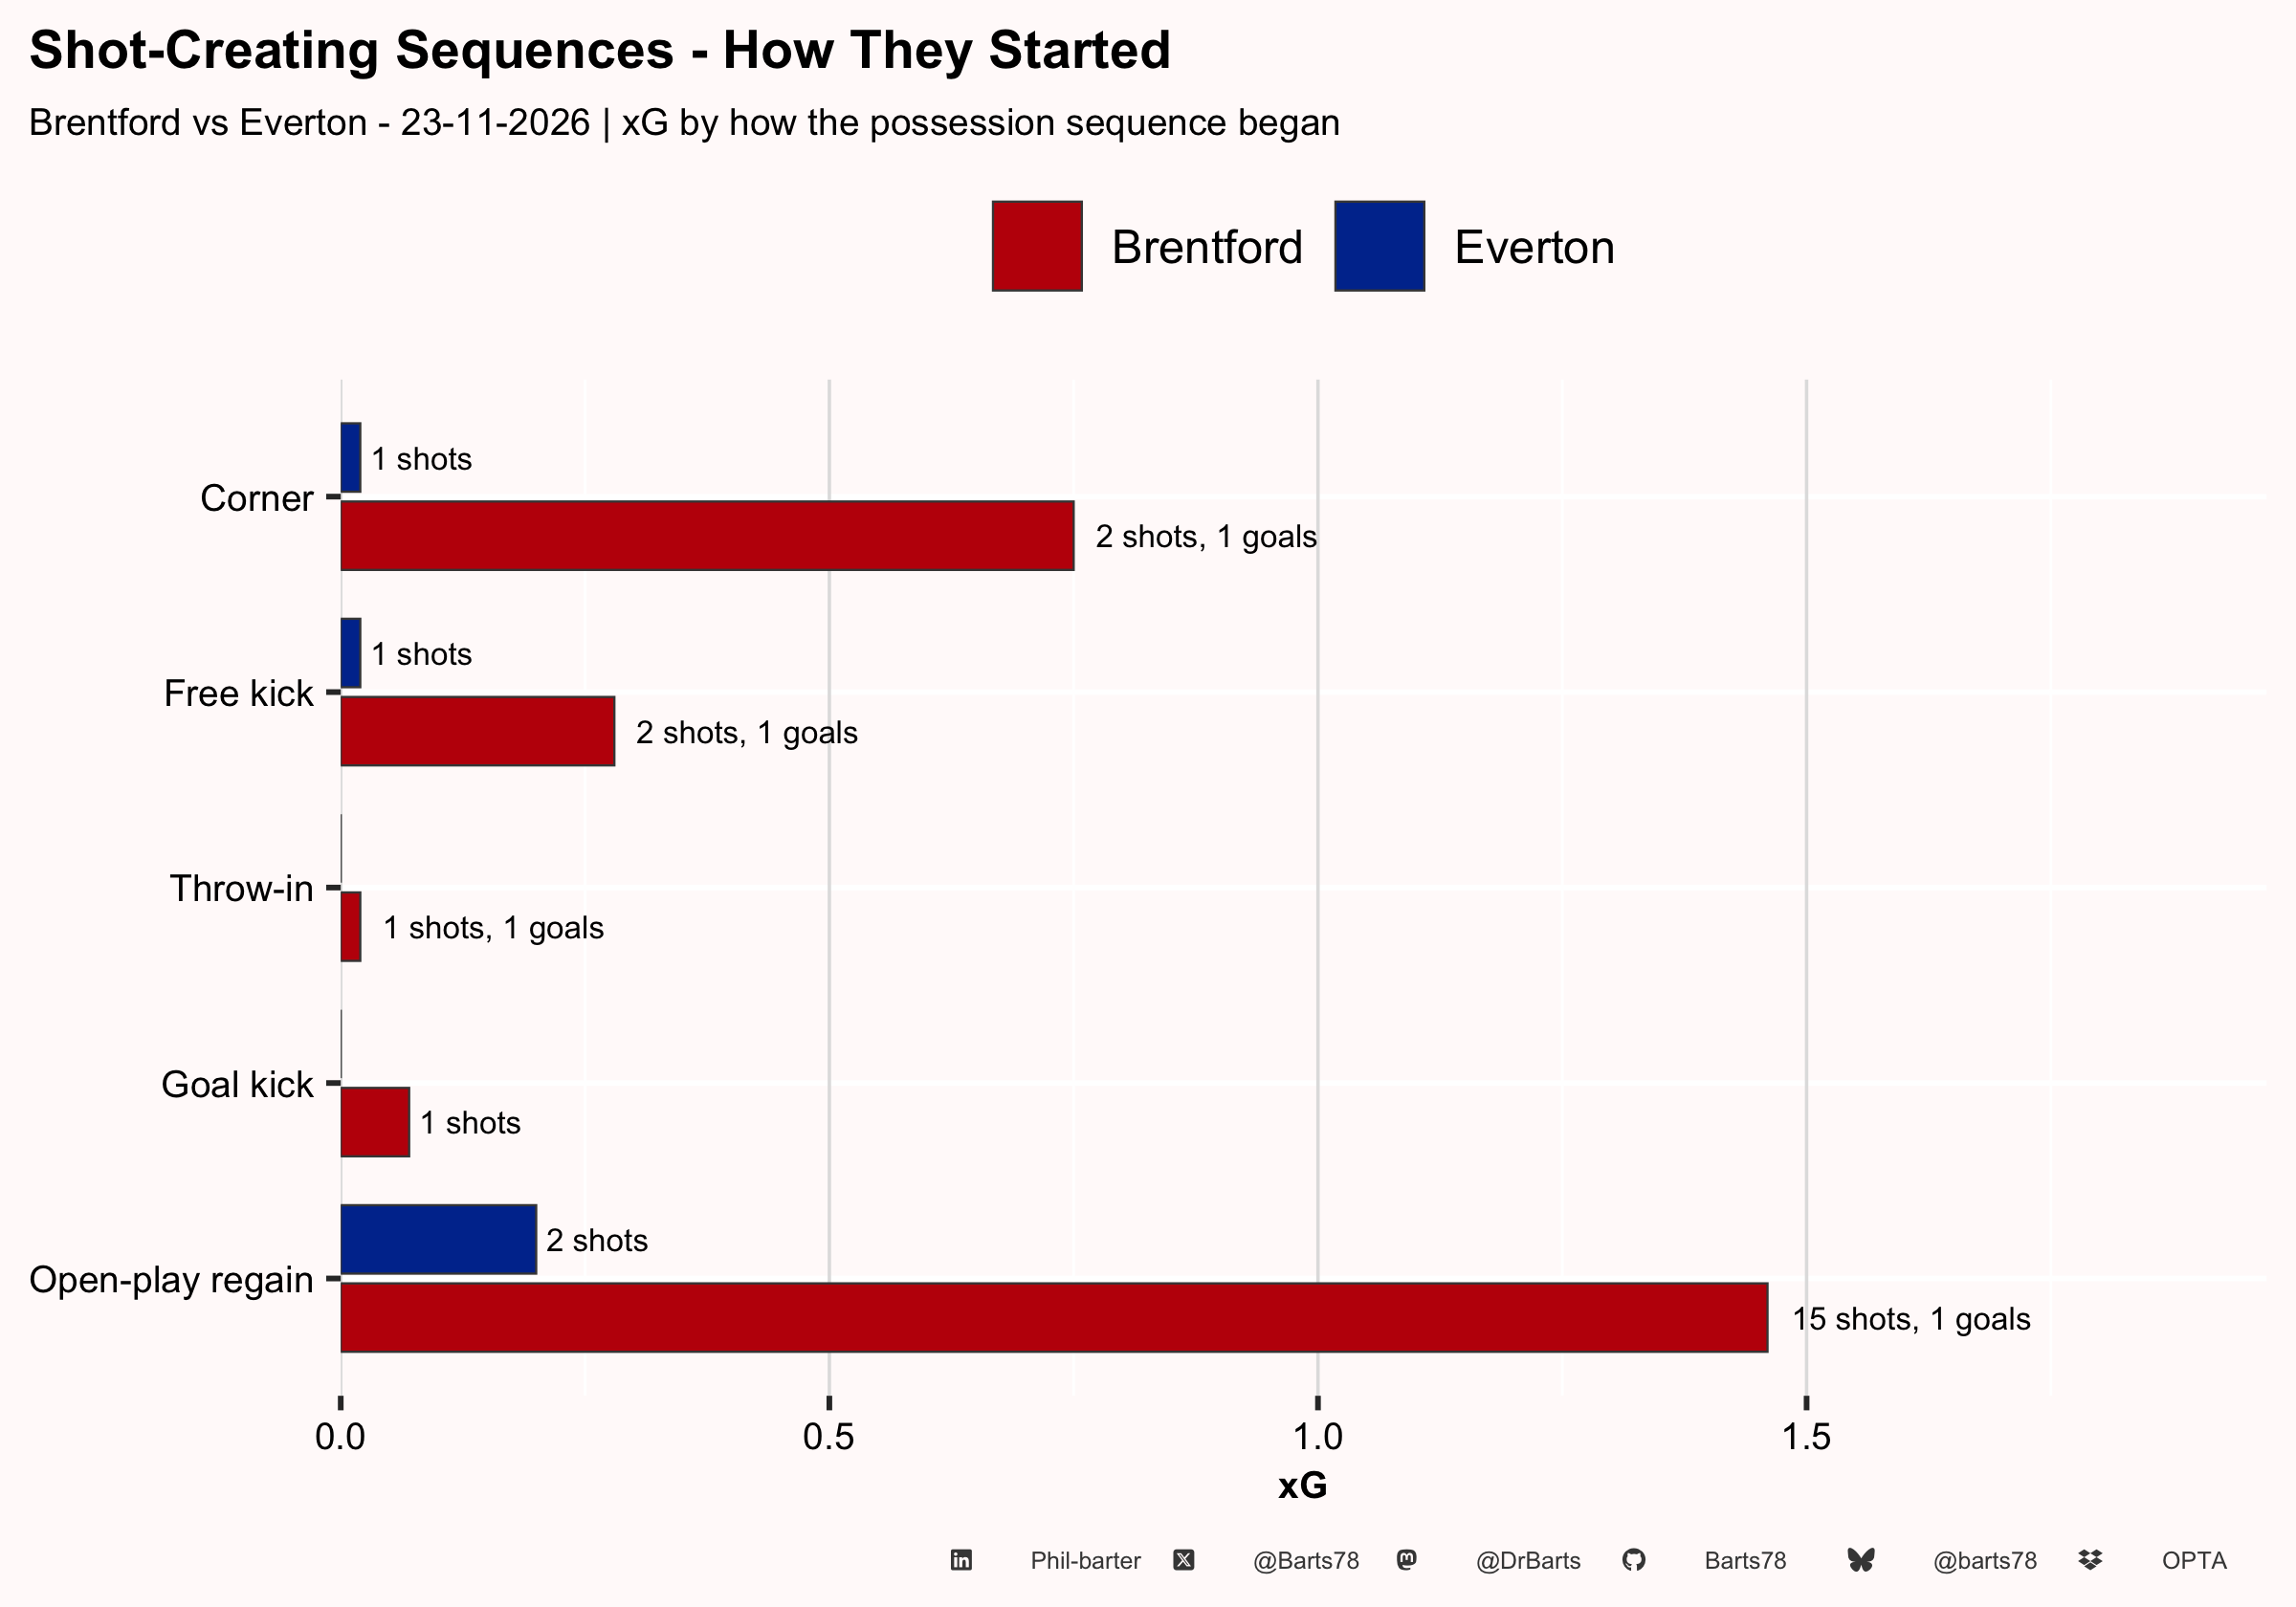 Shot-Creating Sequences - How They Started
Brentford vs Everton - 23-11-2026 | xG by how the possession sequence began
Brentford
Everton
1 shots
Corner
2 shots, 1 goals
1 shots
Free kick
2 shots, 1 goals
Throw-in
1 shots, 1 goals
Goal kick
1 shots
2 shots
Open-play regain
15 shots, 1 goals
0.0 0.5 1.0 1.5
xG
Phil-barter @Barts78 @DrBarts Barts78 @barts78 OPTA